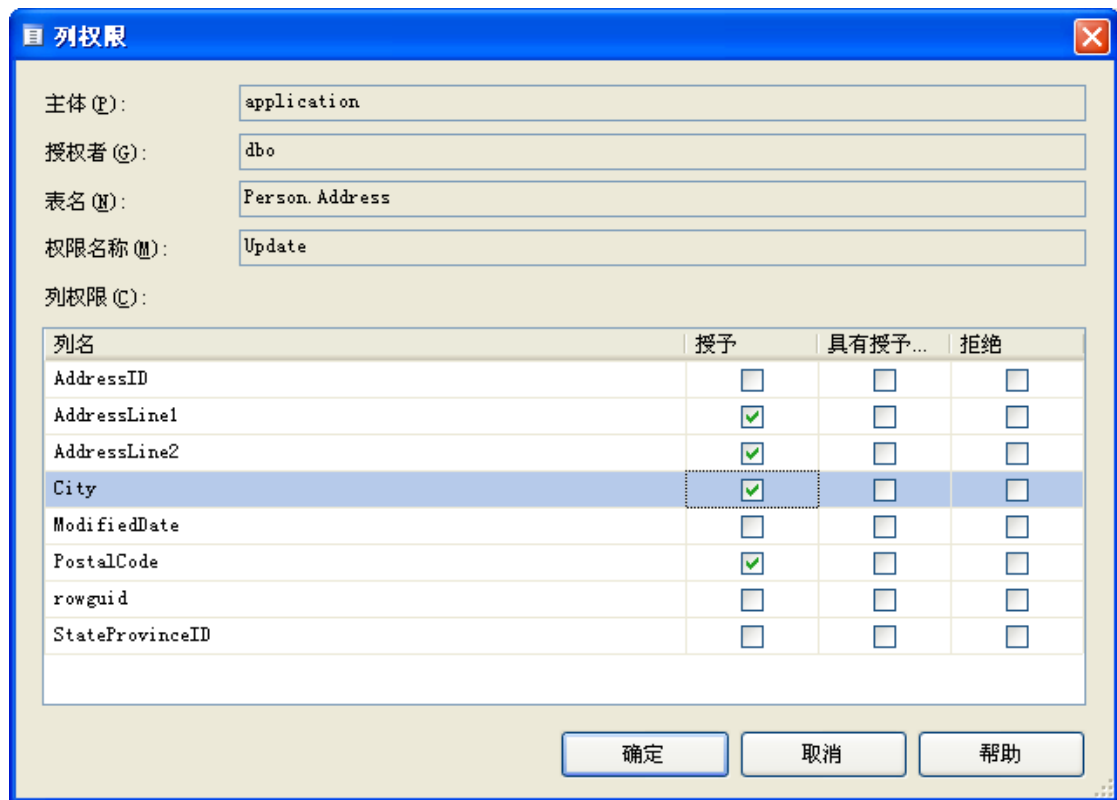 列权限
主体(P): application
授权者(G): dbo
表名(N): Person.Address
权限名称(M): Update
列权限(C):
列名 授予 具有授予... 拒绝
AddressID
AddressLine1
AddressLine2
City
ModifiedDate
PostalCode
rowguid
StateProvinceID
确定 取消 帮助